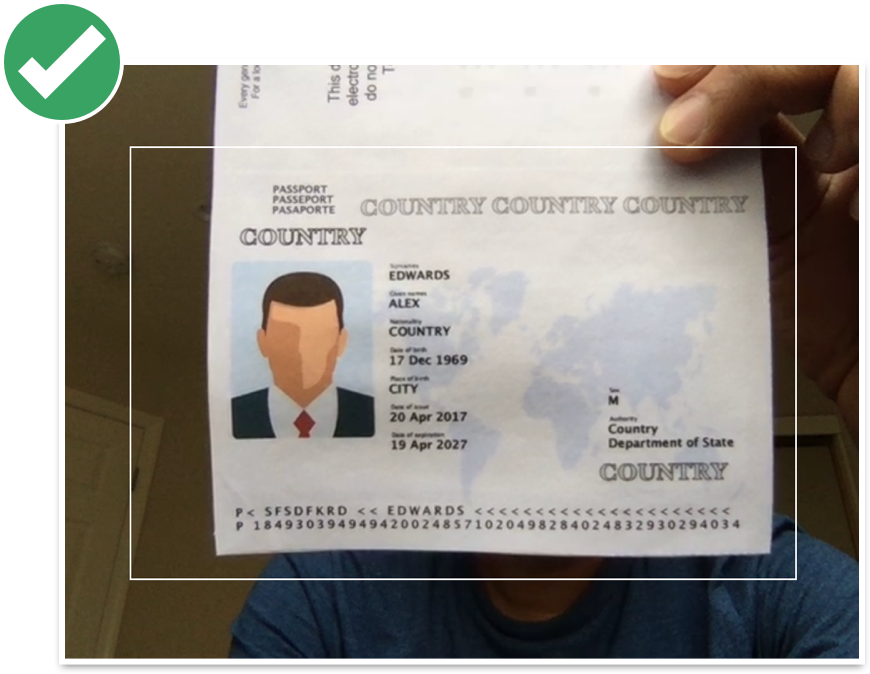 Every gen
For a lo
This d
electro
do no
T
PASSPORT
PASSEPORT
PASAPORTE
COUNTRY COUNTRY COUNTRY
COUNTRY
Surname
EDWARDS
Given names
ALEX
Nationality
COUNTRY
Date of birth
17 Dec 1969
Place of birth
CITY
Date of issue
20 Apr 2017
Date of expiration
19 Apr 2027
Sex
M
Authority
Country
Department of State
COUNTRY
P< SFSDFKRD << EDWARDS <<<<<<<<<<<<<<<<<<<<<<
P 18493039494942002485710204982840248329302940​34